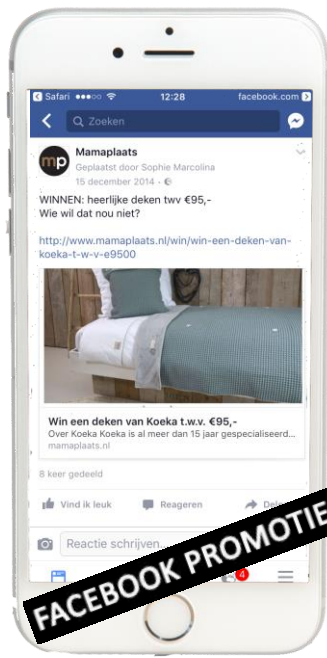 Safari 12:28 facebook.com
Zoeken
mp
Mamaplaats
Geplaatst door Sophie Marcolina
15 december 2014 ·
WINNEN: heerlijke deken twv €95,-
Wie wil dat nou niet?
http://www.mamaplaats.nl/win/win-een-deken-van-
koeka-t-w-v-e9500
Win een deken van Koeka t.w.v. €95,-
Over Koeka Koeka is al meer dan 15 jaar gespecialiseerd...
mamaplaats.nl
8 keer gedeeld
Vind ik leuk Reageren
Reactie schrijven...
4
FACEBOOK PROMOTIE